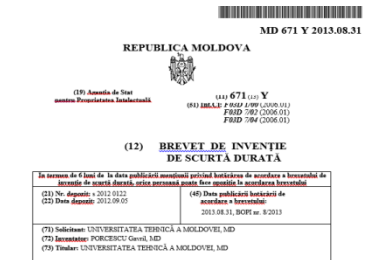 MD 671 Y 2013.08.31
REPUBLICA MOLDOVA
(19) Agenția de Stat
pentru Proprietatea Intelectuală
(11) 671 (13) Y
(51) Int.Cl: F03D 1/00 (2006.01)
F03D 7/02 (2006.01)
F03D 7/04 (2006.01)
(12) BREVET DE INVENȚIE
DE SCURTĂ DURATĂ
În termen de 6 luni de la data publicării mențiunii privind hotărârea de acordare a brevetului de
invenție de scurtă durată, orice persoană poate face opoziție la acordarea brevetului
(21) Nr. depozit: s 2012 0122
(22) Data depozit: 2012.09.05
(45) Data publicării hotărârii de
acordare a brevetului:
2013.08.31, BOPI nr. 8/2013
(71) Solicitant: UNIVERSITATEA TEHNICĂ A MOLDOVEI, MD
(72) Inventator: PORCESCU Gavril, MD
(73) Titular: UNIVERSITATEA TEHNICĂ A MOLDOVEI, MD